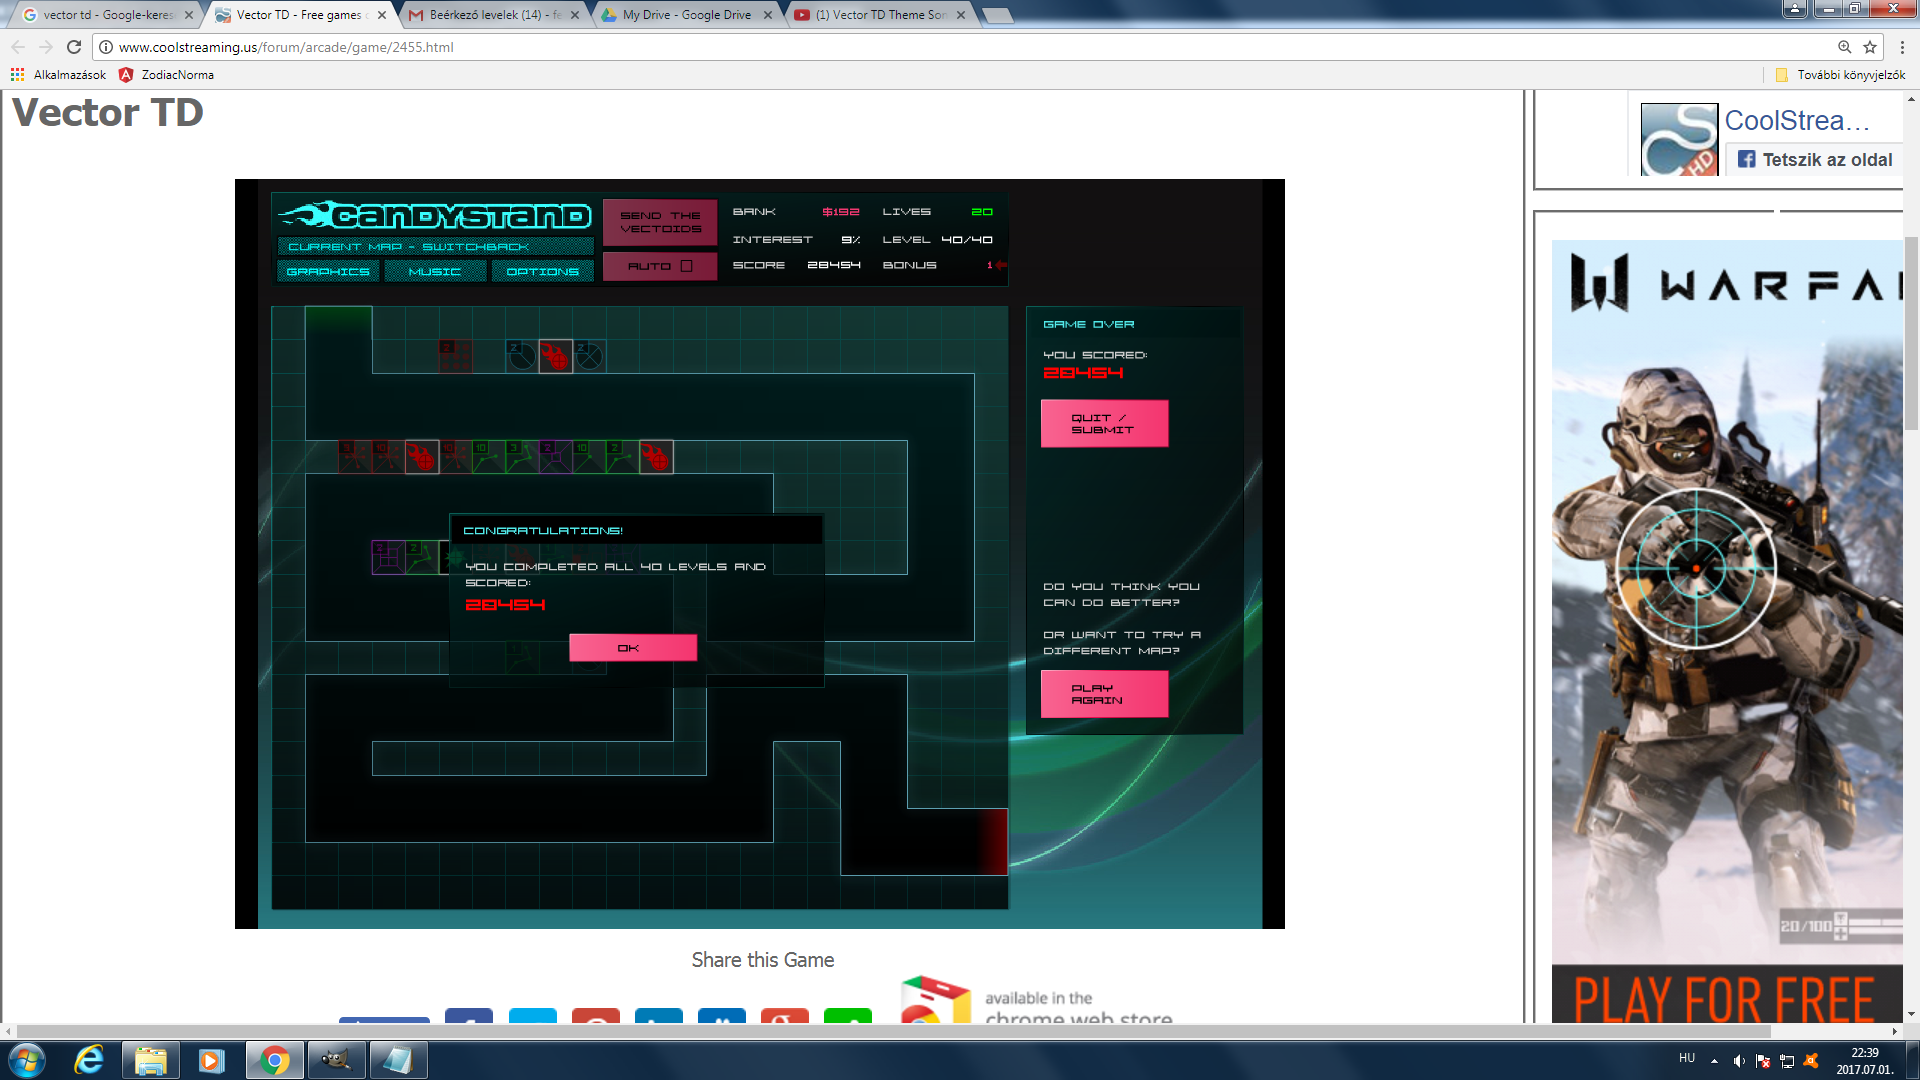 vector td - Google-keres
Vector TD - Free games o
Beérkező levelek (14) - fe
My Drive - Google Drive
(1) Vector TD Theme Son
www.coolstreaming.us/forum/arcade/game/2455.html
Alkalmazások
ZodiacNorma
További könyvjelzők
Vector TD
CoolStrea...
Tetszik az oldal
HD
CANDYSTAND
CURRENT MAP - SWITCHBACK
GRAPHICS
MUSIC
OPTIONS
SEND THE
VECTOIDS
AUTO
BANK $192 LIVES 20
INTEREST 9% LEVEL 40/40
SCORE 28454 BONUS 1
GAME OVER
YOU SCORED:
28454
QUIT /
SUBMIT
CONGRATULATIONS!
YOU COMPLETED ALL 40 LEVELS AND
SCORED:
28454
OK
DO YOU THINK YOU
CAN DO BETTER?
OR WANT TO TRY A
DIFFERENT MAP?
PLAY
AGAIN
WARFA
20/100
PLAY FOR FREE
Share this Game
available in the
chrome web store
HU
22:39
2017.07.01.